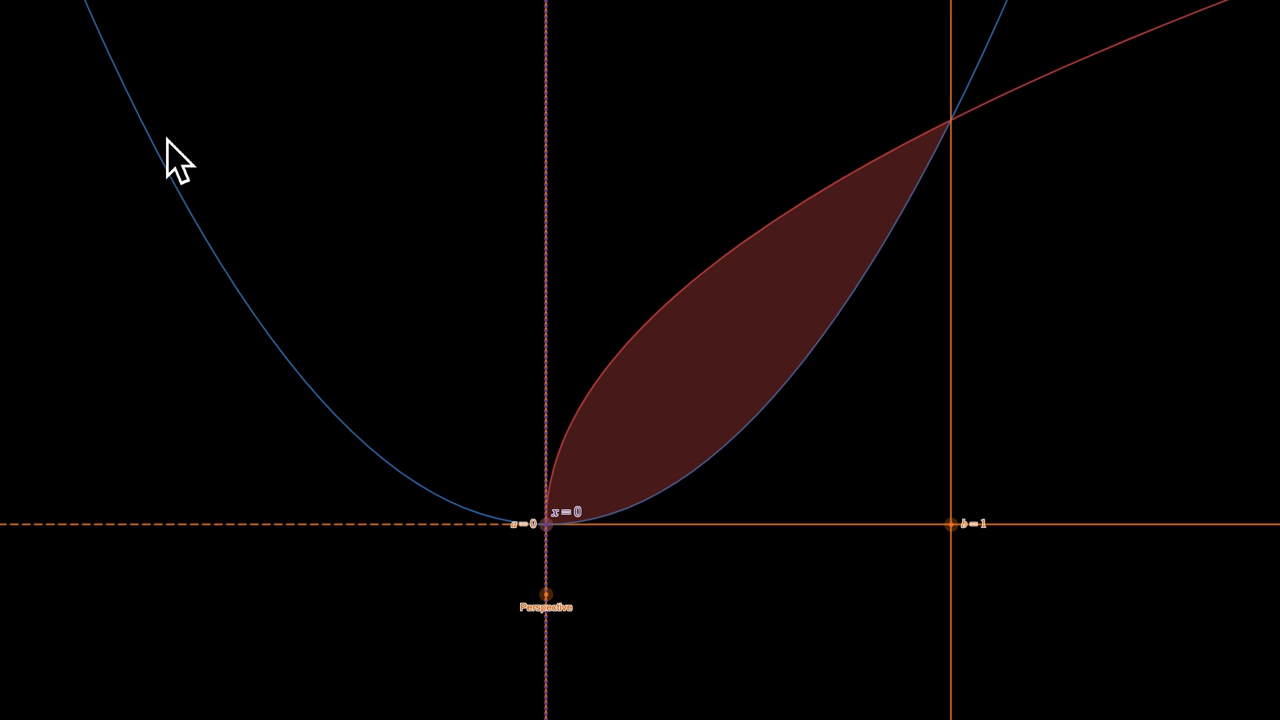 x = 0
a = 0
b = 1
Perspective